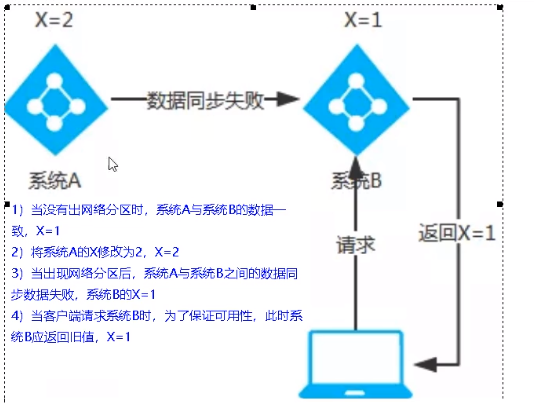 X=2
X=1
数据同步失败
系统A
系统B
1）当没有出网络分区时，系统A与系统B的数据一
致，X=1
2）将系统A的X修改为2，X=2
3）当出现网络分区后，系统A与系统B之间的数据同
步数据失败，系统B的X=1
4）当客户端请求系统B时，为了保证可用性，此时系
统B应返回旧值，X=1
请求
返回X=1